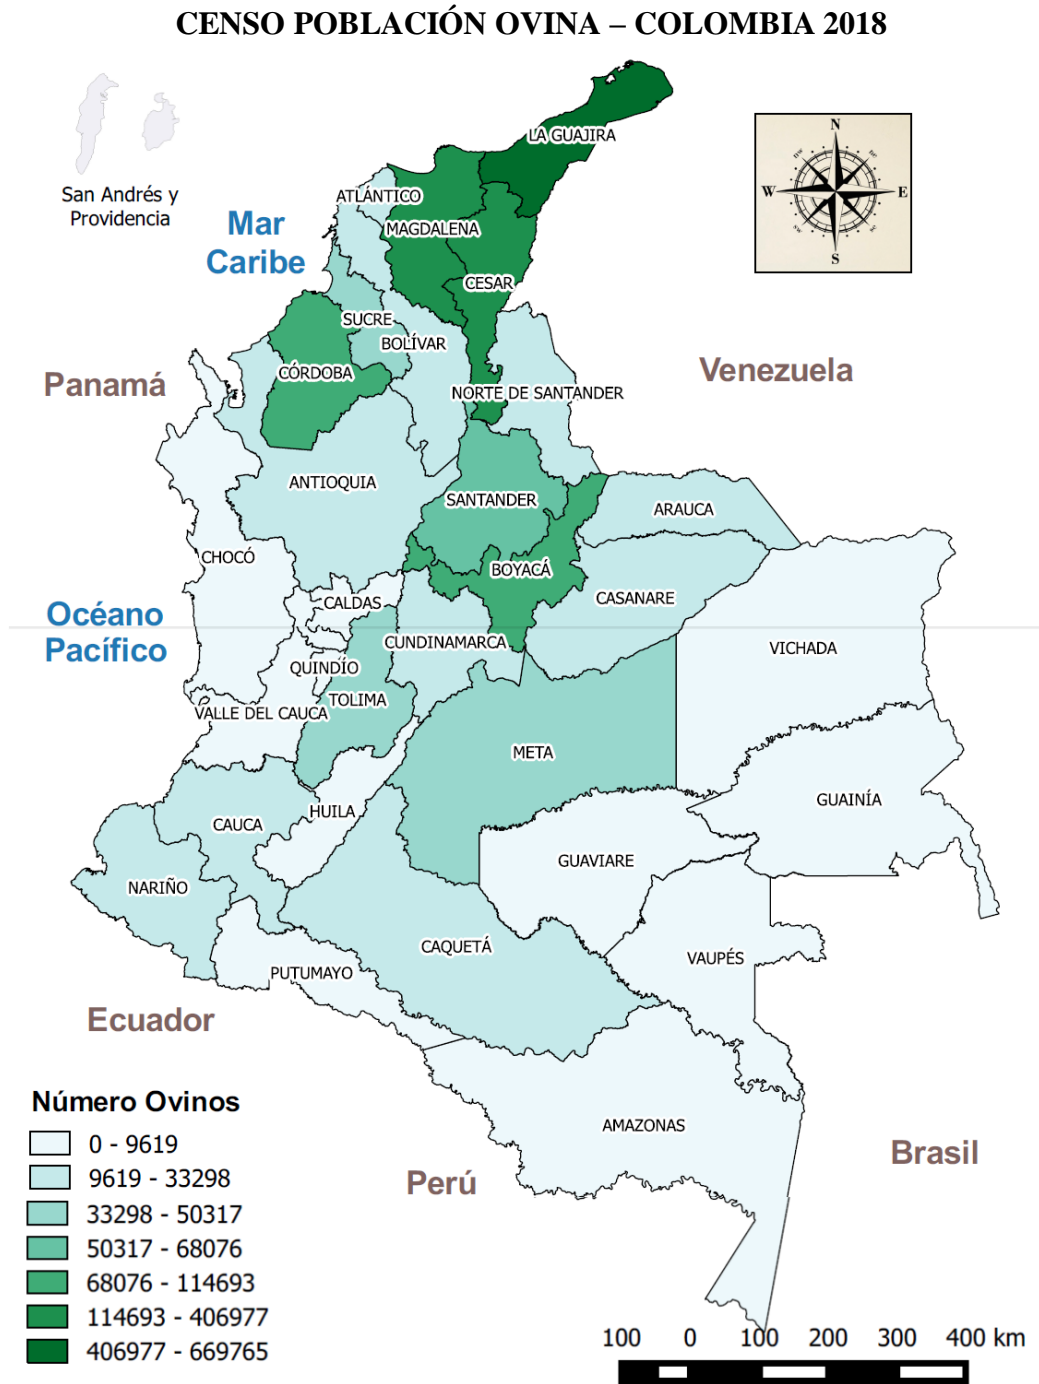 CENSO POBLACIÓN OVINA – COLOMBIA 2018
San Andrés y
Providencia
Mar
Caribe
N
W
E
S
LA GUAJIRA
ATLÁNTICO
MAGDALENA
CESAR
SUCRE
BOLÍVAR
CÓRDOBA
Panamá
Venezuela
NORTE DE SANTANDER
ANTIOQUIA
SANTANDER
ARAUCA
CHOCÓ
BOYACÁ
CASANARE
CALDAS
Océano
Pacífico
CUNDINAMARCA
VICHADA
QUINDÍO
TOLIMA
VALLE DEL CAUCA
META
GUAINÍA
HUILA
CAUCA
GUAVIARE
NARIÑO
CAQUETÁ
VAUPÉS
PUTUMAYO
Ecuador
AMAZONAS
Brasil
Perú
Número Ovinos
0 - 9619
9619 - 33298
33298 - 50317
50317 - 68076
68076 - 114693
114693 - 406977
406977 - 669765
100 0 100 200 300 400 km